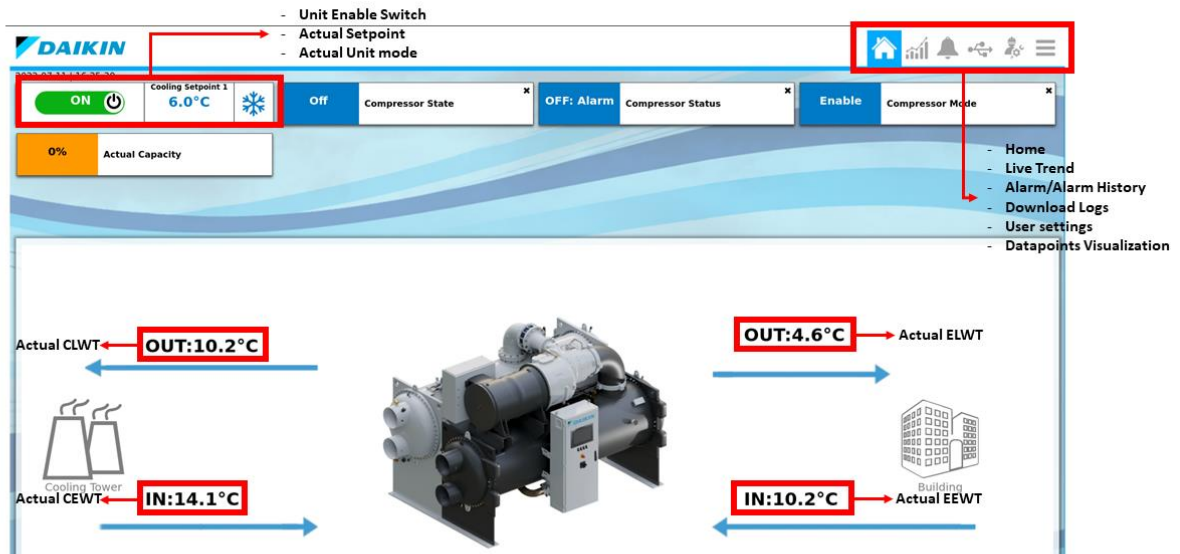 - Unit Enable Switch
- Actual Setpoint
- Actual Unit mode
DAIKIN
ON
Cooling Setpoint 1
6.0°C
Off
Compressor State
×
OFF: Alarm
Compressor Status
×
Enable
Compressor Mode
×
0%
Actual Capacity
- Home
- Live Trend
- Alarm/Alarm History
- Download Logs
- User settings
- Datapoints Visualization
Actual CLWT
OUT:10.2°C
OUT:4.6°C
Actual ELWT
DAIKIN
Cooling Tower
Building
Actual CEWT
IN:14.1°C
IN:10.2°C
Actual EEWT